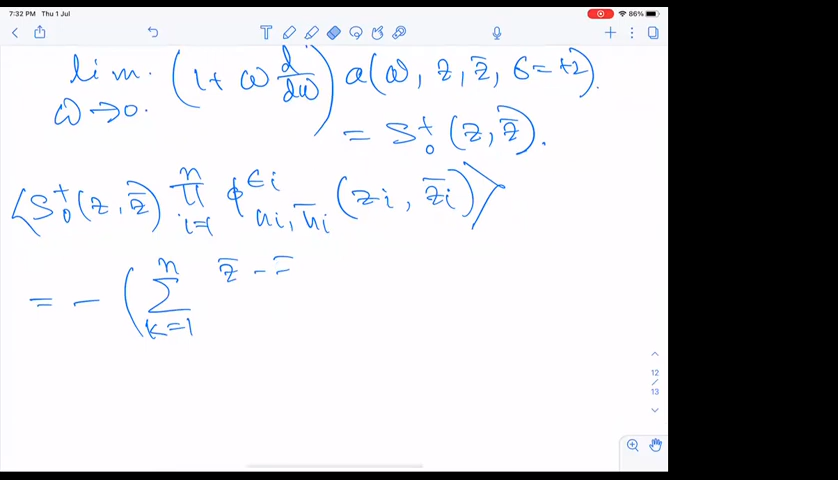 7:32 PM Thu 1 Jul 86%
lim. ω→0. (1 + ω d/dω) a(ω, z, z̄, σ = +2).
= S₀⁺(z, z̄).
⟨S₀⁺(z, z̄) ∏ᵢ₌₁ⁿ ϕ^{ϵi}_{hi, h̄i} (zi, z̄i)⟩
= − ( ∑ₖ₌₁ⁿ z̄ −
12
/
13